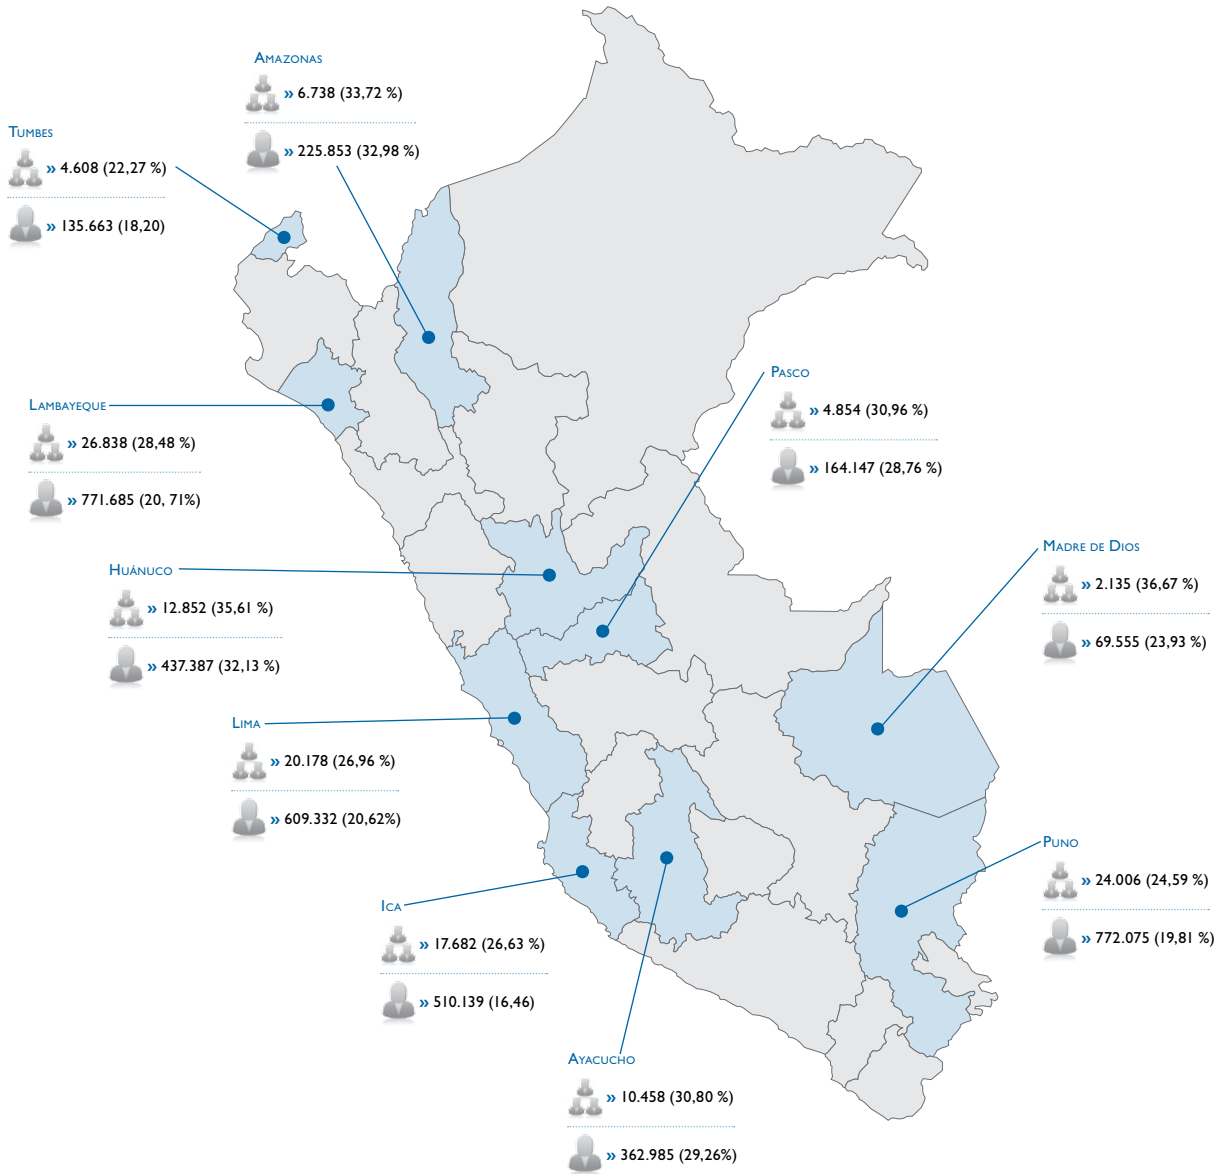 Amazonas
» 6.738 (33,72 %)
» 225.853 (32,98 %)
Tumbes
» 4.608 (22,27 %)
» 135.663 (18,20)
Lambayeque
» 26.838 (28,48 %)
» 771.685 (20, 71%)
Pasco
» 4.854 (30,96 %)
» 164.147 (28,76 %)
Huánuco
» 12.852 (35,61 %)
» 437.387 (32,13 %)
Madre de Dios
» 2.135 (36,67 %)
» 69.555 (23,93 %)
Lima
» 20.178 (26,96 %)
» 609.332 (20,62%)
Puno
» 24.006 (24,59 %)
» 772.075 (19,81 %)
Ica
» 17.682 (26,63 %)
» 510.139 (16,46)
Ayacucho
» 10.458 (30,80 %)
» 362.985 (29,26%)